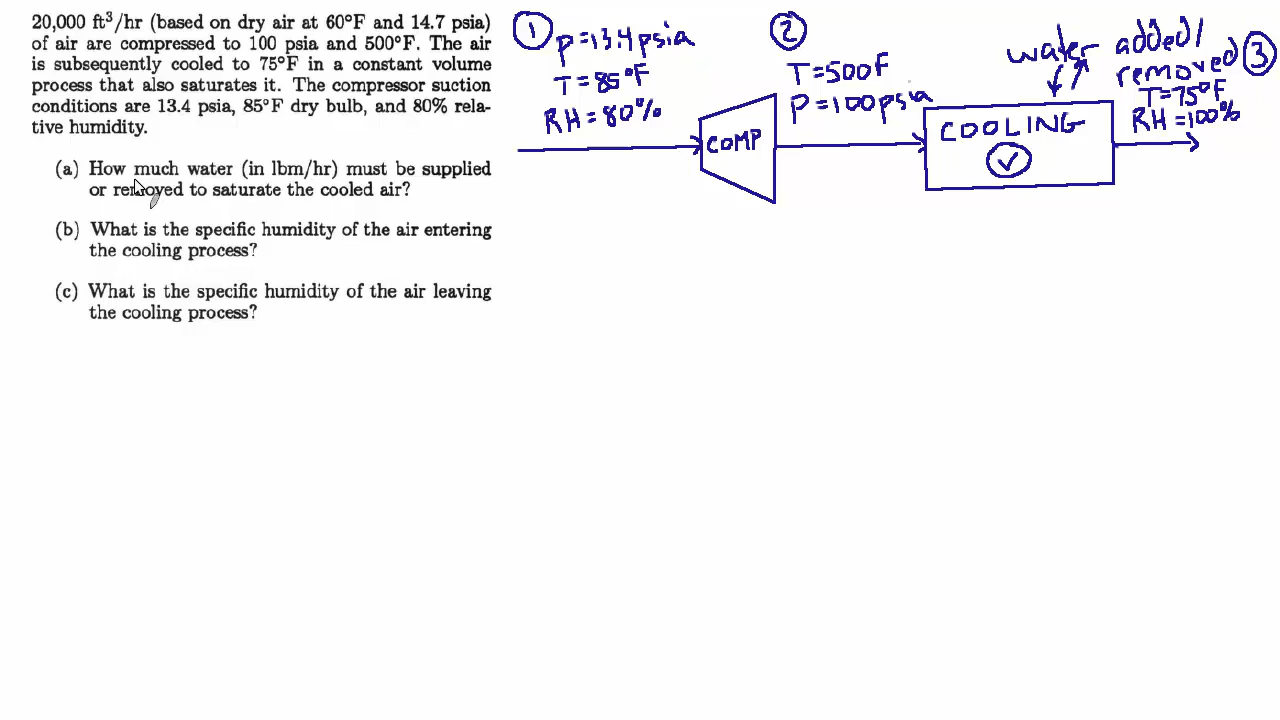 20,000 ft³/hr (based on dry air at 60°F and 14.7 psia)
of air are compressed to 100 psia and 500°F. The air
is subsequently cooled to 75°F in a constant volume
process that also saturates it. The compressor suction
conditions are 13.4 psia, 85°F dry bulb, and 80% rela-
tive humidity.
(a) How much water (in lbm/hr) must be supplied
or removed to saturate the cooled air?
(b) What is the specific humidity of the air entering
the cooling process?
(c) What is the specific humidity of the air leaving
the cooling process?
1
P=13.4 psia
T=85°F
RH=80%
COMP
2
T=500F
P=100psia
COOLING
✓
water added/
removed
3
T=75°F
RH=100%